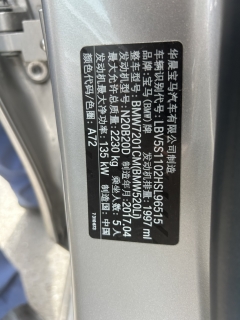 华晨宝马汽车有限公司制造
车辆识别代号：LBV5S1102HSL96515
品牌：宝马(BMW)牌 发动机排量：1997 ml
整车型号：BMW7201CM(BMW520Li)
发动机型号：N20B20D 制造年月：2017.04
最大允许总质量：2230 kg 乘坐人数：5 人
发动机最大净功率：135 kW 制造国：中国
颜色代码/色圈：A72